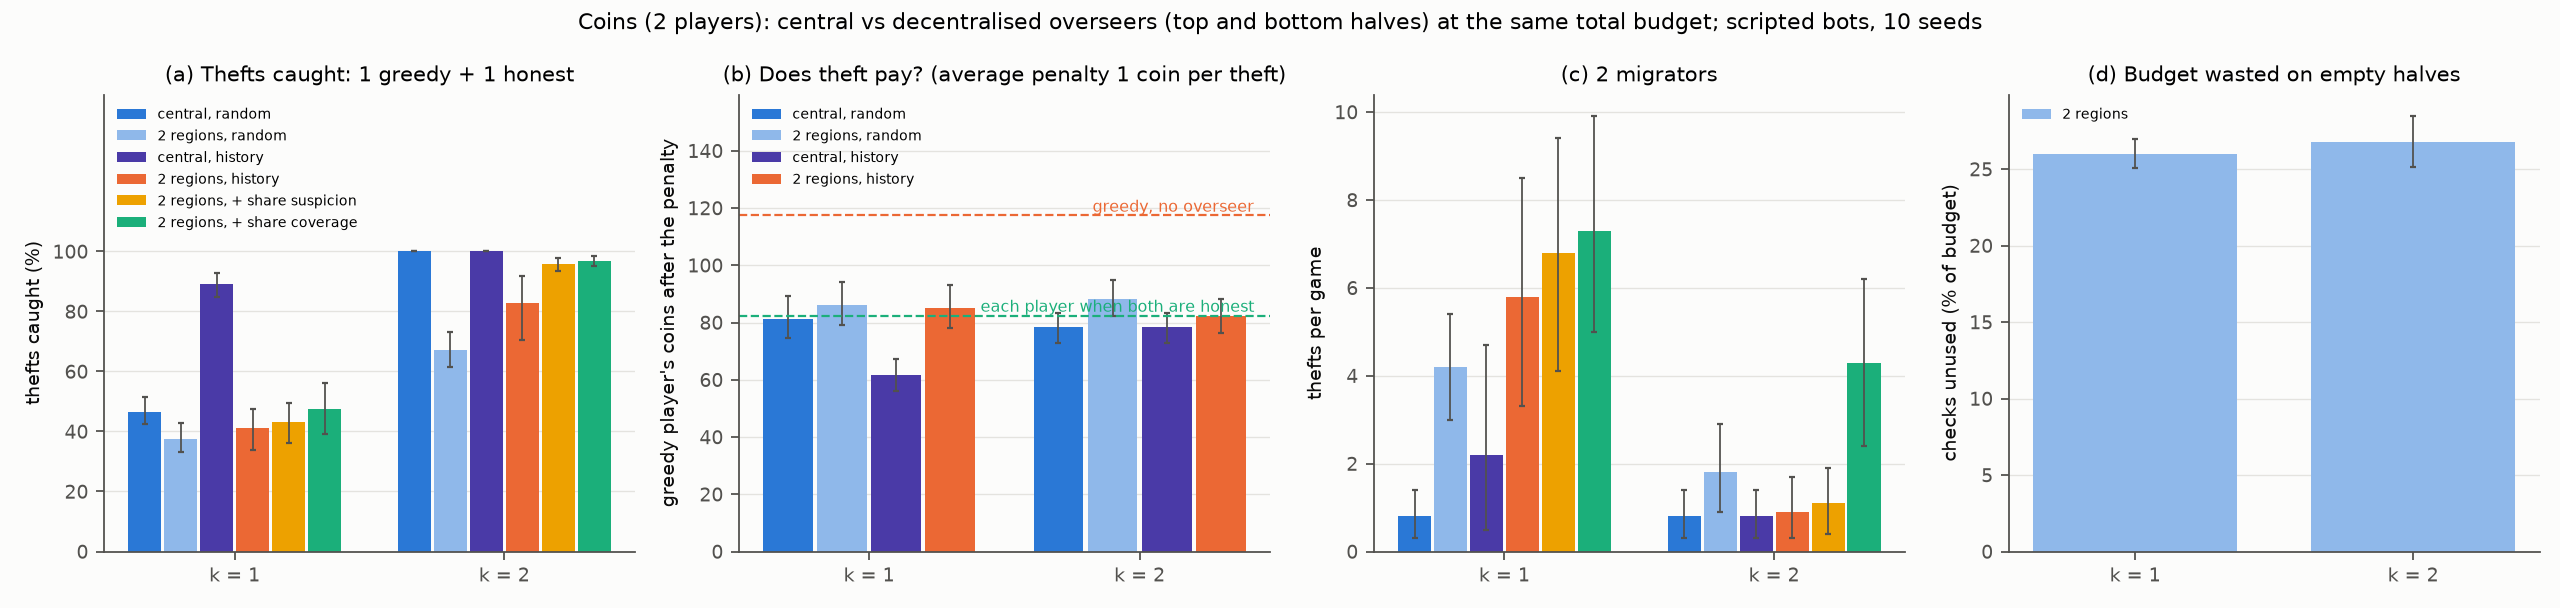 Coins (2 players): central vs decentralised overseers (top and bottom halves) at the same total budget; scripted bots, 10 seeds
(a) Thefts caught: 1 greedy + 1 honest
thefts caught (%)
100
80
60
40
20
0
central, random
2 regions, random
central, history
2 regions, history
2 regions, + share suspicion
2 regions, + share coverage
k = 1
k = 2
(b) Does theft pay? (average penalty 1 coin per theft)
greedy player's coins after the penalty
140
120
100
80
60
40
20
0
central, random
2 regions, random
central, history
2 regions, history
greedy, no overseer
each player when both are honest
k = 1
k = 2
(c) 2 migrators
thefts per game
10
8
6
4
2
0
k = 1
k = 2
(d) Budget wasted on empty halves
checks unused (% of budget)
25
20
15
10
5
0
2 regions
k = 1
k = 2